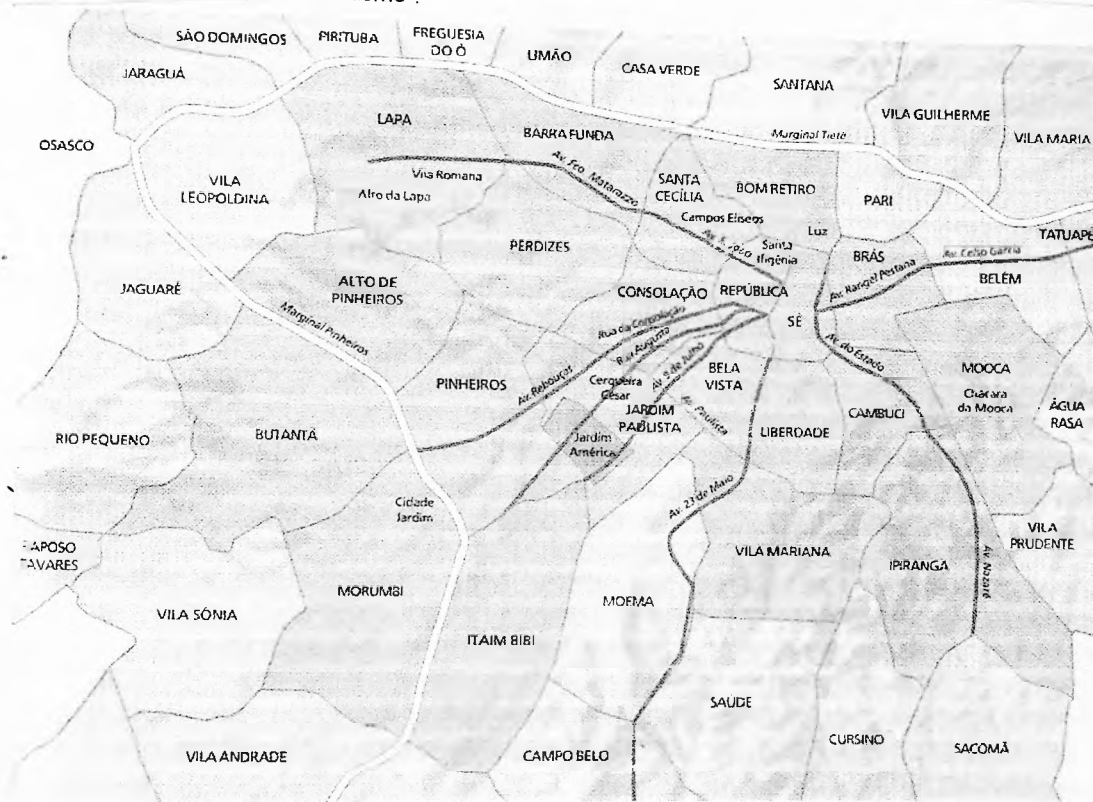 SÃO DOMINGOS
PIRITUBA
FREGUESIA
DO Ó
LIMÃO
CASA VERDE
SANTANA
JARAGUÁ
VILA GUILHERME
VILA MARIA
OSASCO
LAPA
BARRA FUNDA
Marginal Tietê
VILA
LEOPOLDINA
Vila Romana
Alto da Lapa
Av. Fco. Matarazzo
SANTA
CECÍLIA
BOM RETIRO
PARI
Campos Elíseos
Av. S. João
Santa
Ifigênia
Luz
TATUAPÉ
PERDIZES
BRÁS
Av. Celso Garcia
BELÉM
Av. Rangel Pestana
JAGUARÉ
ALTO DE
PINHEIROS
CONSOLAÇÃO
REPÚBLICA
SÉ
Marginal Pinheiros
Rua da Consolação
Rua Augusta
Av. 9 de Julho
Av. do Estado
PINHEIROS
Av. Rebouças
Cerqueira
César
BELA
VISTA
MOOCA
Chácara
da Mooca
ÁGUA
RASA
JARDIM
PAULISTA
Av. Paulista
CAMBUCI
RIO PEQUENO
BUTANTÃ
Jardim
América
LIBERDADE
Cidade
Jardim
Av. 23 de Maio
VILA
PRUDENTE
RAPOSO
TAVARES
VILA MARIANA
IPIRANGA
Av. Nazaré
MORUMBI
MOEMA
VILA SÔNIA
ITAIM BIBI
SAÚDE
VILA ANDRADE
CAMPO BELO
CURSINO
SACOMÃ